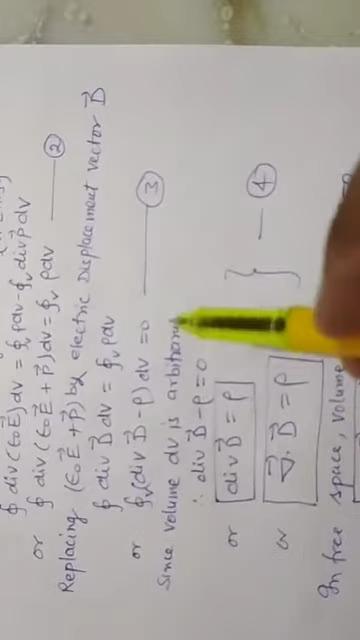 ∮ div(ε₀E⃗)dv = ∮ᵥ ρdv - ∮ᵥ divP⃗dv
or ∮ div(ε₀E⃗ + P⃗)dv = ∮ᵥ ρdv — ②
Replacing (ε₀E⃗ + P⃗) by electric Displacement vector D⃗
∮ div D⃗ dv = ∮ᵥ ρdv
or ∮ᵥ(div D⃗ - ρ)dv = 0 — ③
Since volume dv is arbitrary
∴ div D⃗ - ρ = 0
or div D⃗ = ρ
or ∇⃗. D⃗ = ρ } — ④
In free space, volume